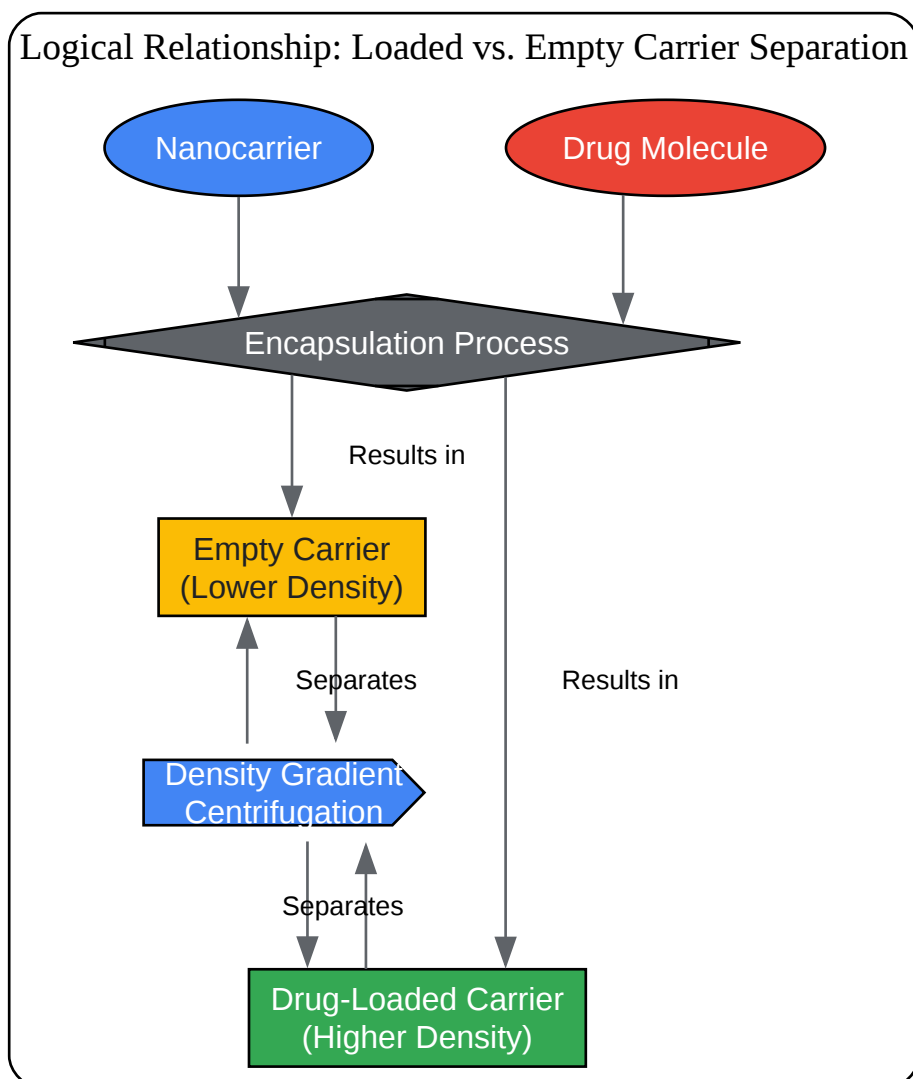 Logical Relationship: Loaded vs. Empty Carrier Separation
Nanocarrier
Drug Molecule
Encapsulation Process
Results in
Empty Carrier
(Lower Density)
Separates
Results in
Density Gradient
Centrifugation
Separates
Drug-Loaded Carrier
(Higher Density)